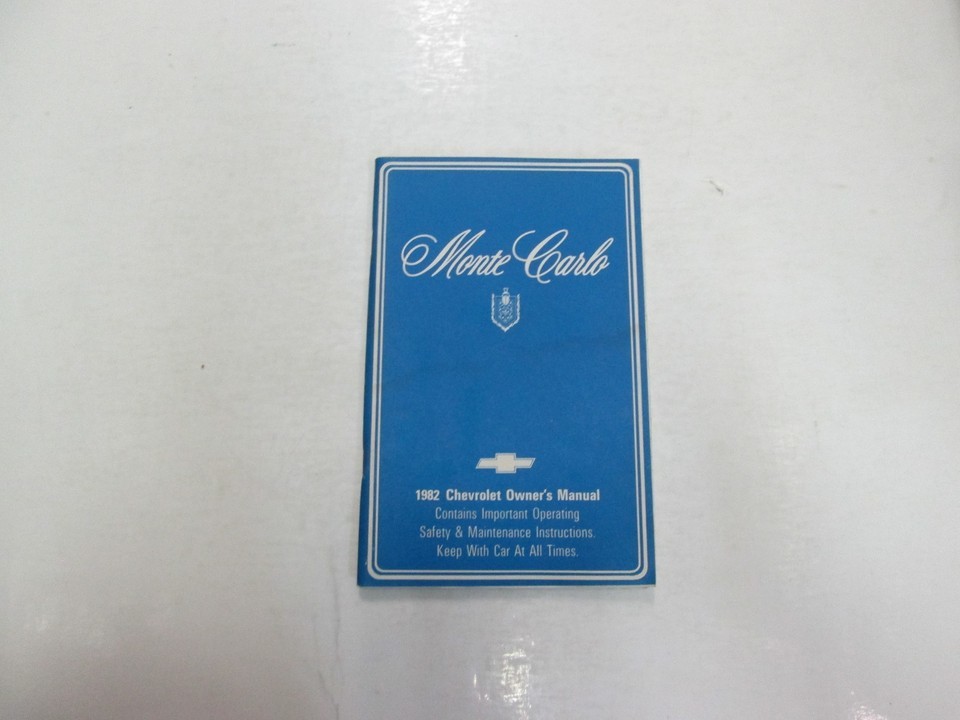 Monte Carlo
1982 Chevrolet Owner's Manual
Contains Important Operating
Safety & Maintenance Instructions.
Keep With Car At All Times.